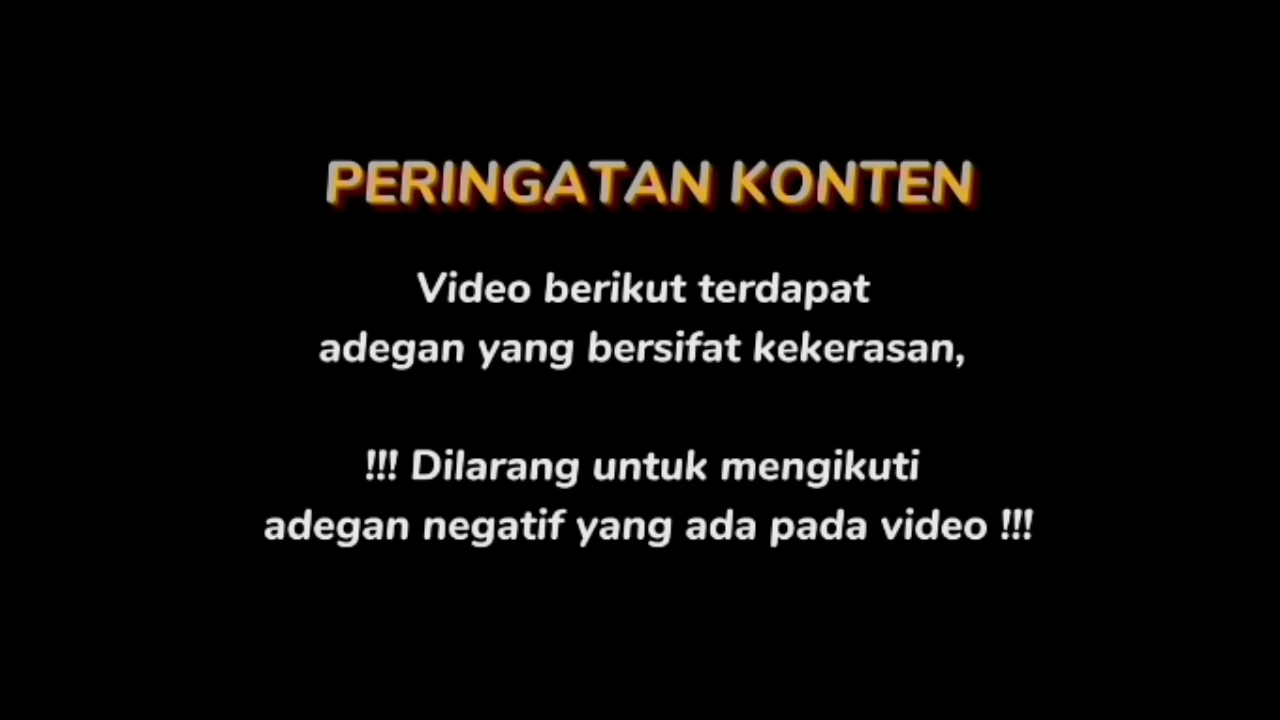 PERINGATAN KONTEN
Video berikut terdapat
adegan yang bersifat kekerasan,
!!! Dilarang untuk mengikuti
adegan negatif yang ada pada video !!!